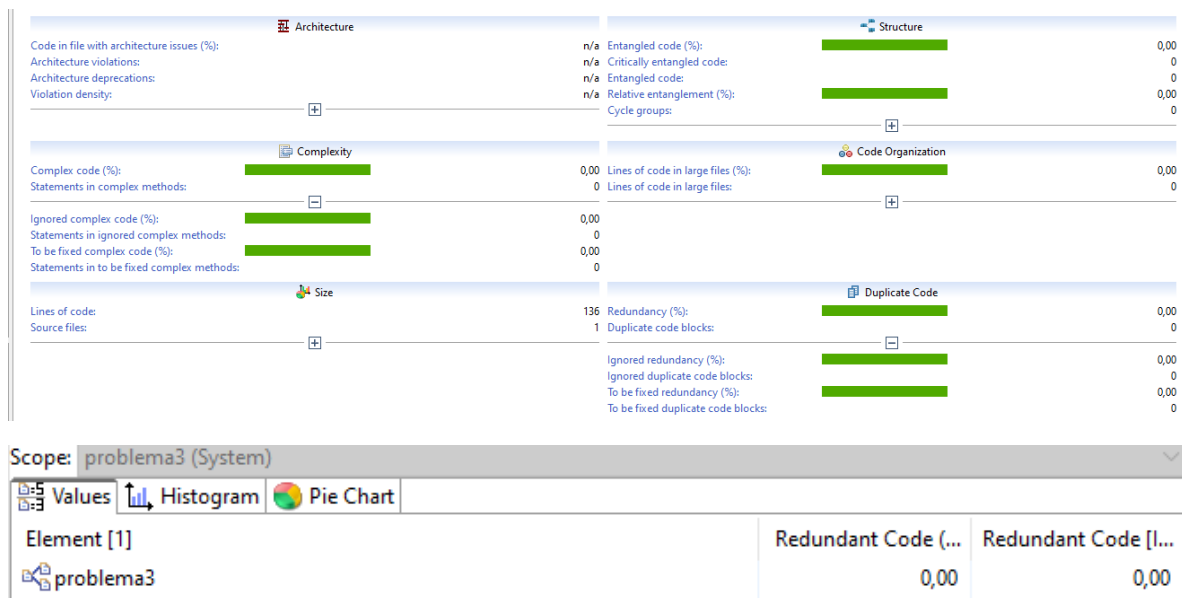 Architecture
Code in file with architecture issues (%): n/a
Architecture violations: n/a
Architecture deprecations: n/a
Violation density: n/a
Structure
Entangled code (%): 0,00
Critically entangled code: 0
Entangled code: 0
Relative entanglement (%): 0,00
Cycle groups: 0
Complexity
Complex code (%): 0,00
Statements in complex methods: 0
Ignored complex code (%): 0,00
Statements in ignored complex methods: 0
To be fixed complex code (%): 0,00
Statements in to be fixed complex methods: 0
Code Organization
Lines of code in large files (%): 0,00
Lines of code in large files: 0
Size
Lines of code: 136
Source files: 1
Duplicate Code
Redundancy (%): 0,00
Duplicate code blocks: 0
Ignored redundancy (%): 0,00
Ignored duplicate code blocks: 0
To be fixed redundancy (%): 0,00
To be fixed duplicate code blocks: 0
Scope: problema3 (System)
Values Histogram Pie Chart
Element [1] Redundant Code (... Redundant Code [I...
problema3 0,00 0,00